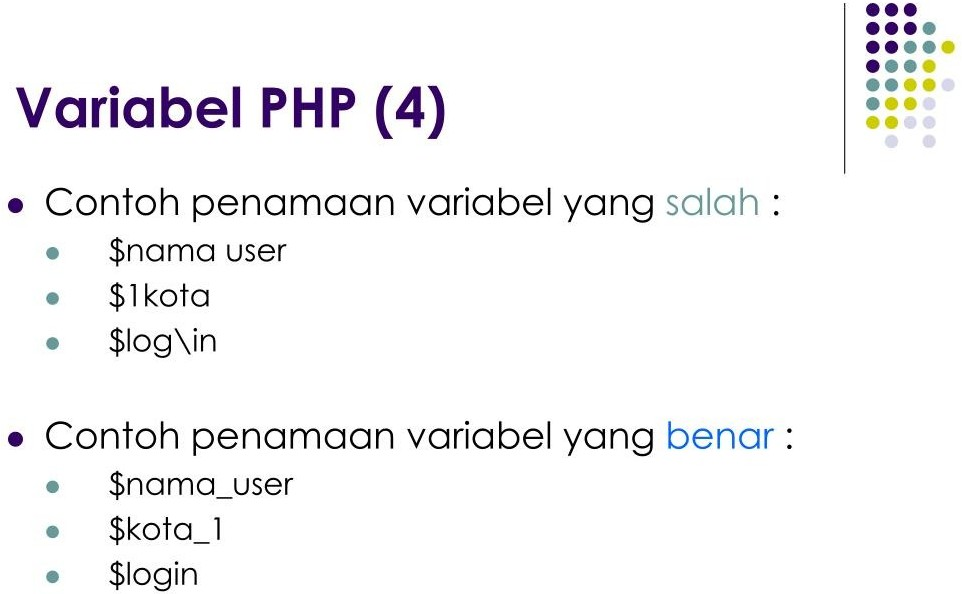 Variabel PHP (4)
Contoh penamaan variabel yang salah :
$nama user
$1kota
$log\in
Contoh penamaan variabel yang benar :
$nama_user
$kota_1
$login